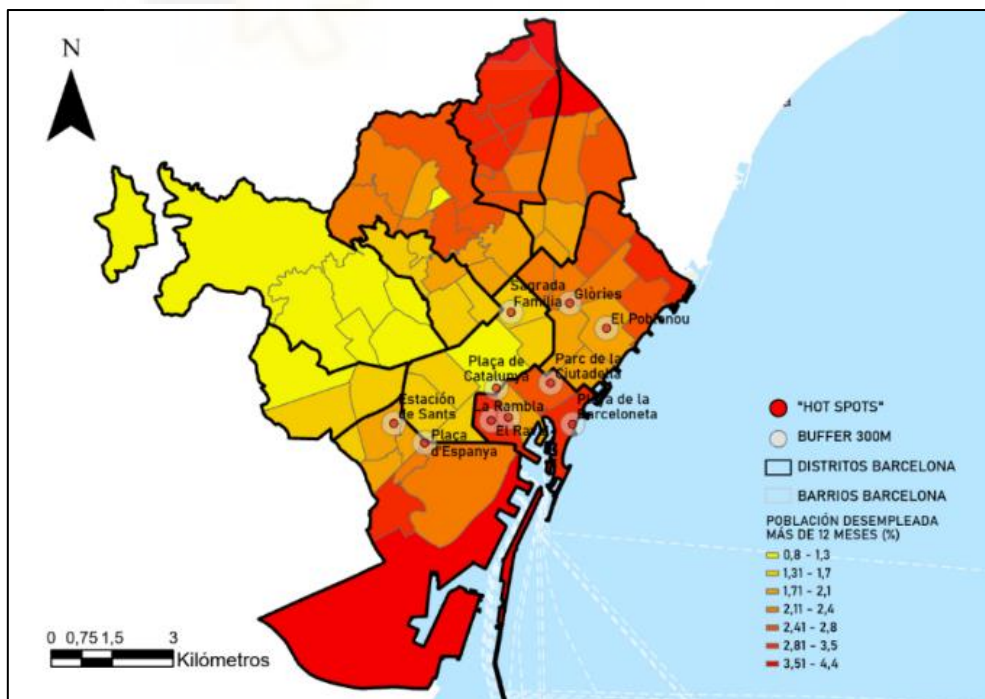 N
Sagrada
Família
Glòries
El Poblenou
Plaça de
Catalunya
Parc de la
Ciutadella
Estación
de Sants
La Rambla
Playa de la
Barceloneta
El Raval
Plaça
d'Espanya
"HOT SPOTS"
BUFFER 300M
DISTRITOS BARCELONA
BARRIOS BARCELONA
POBLACIÓN DESEMPLEADA
MÁS DE 12 MESES (%)
0,8 - 1,3
1,31 - 1,7
1,71 - 2,1
2,11 - 2,4
2,41 - 2,8
2,81 - 3,5
3,51 - 4,4
0 0,75 1,5 3
Kilómetros